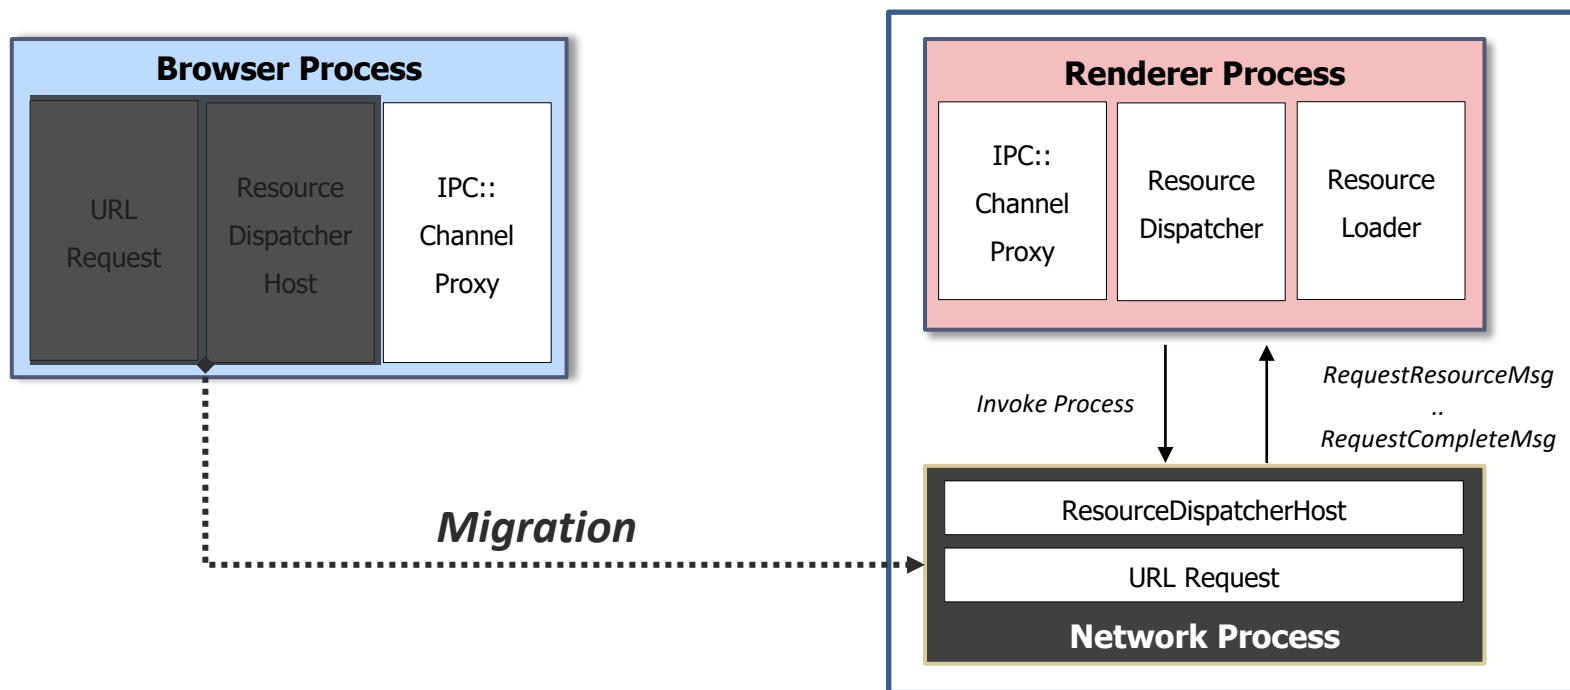 Browser Process
URL
Request
Resource
Dispatcher
Host
IPC::
Channel
Proxy
Renderer Process
IPC::
Channel
Proxy
Resource
Dispatcher
Resource
Loader
Invoke Process
RequestResourceMsg
..
RequestCompleteMsg
Migration
ResourceDispatcherHost
URL Request
Network Process